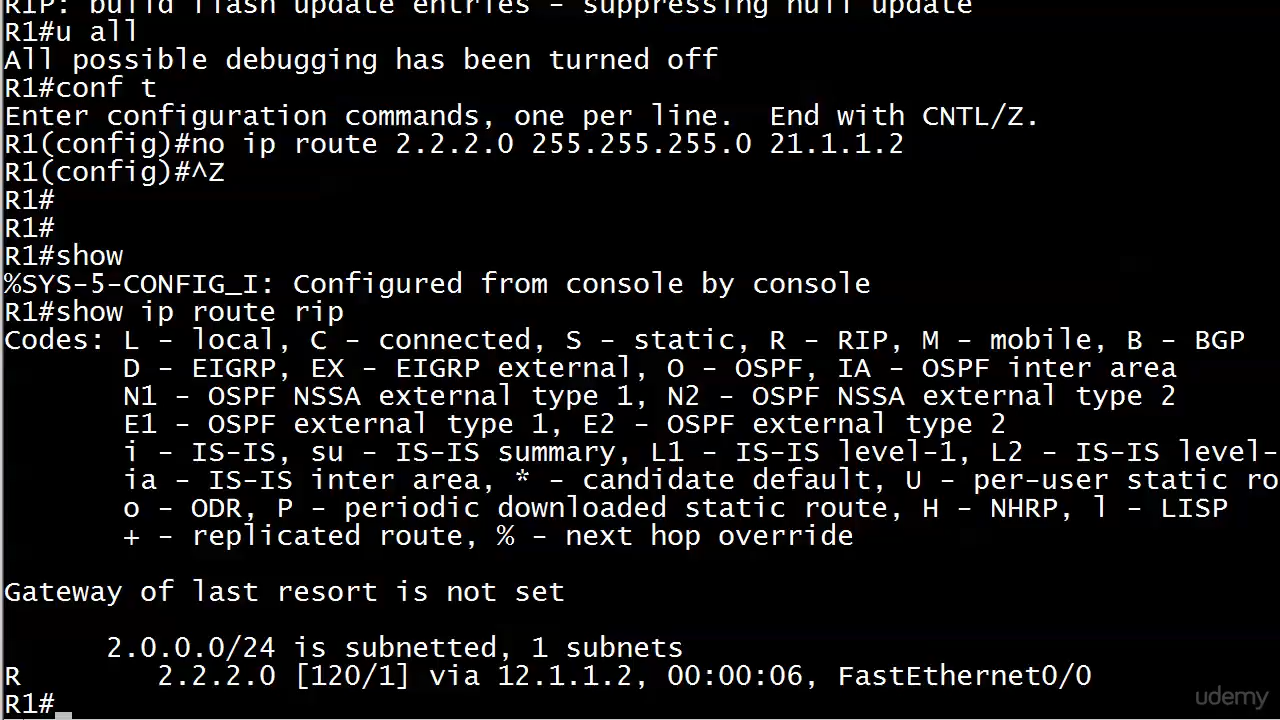 RIP: build flash update entries - suppressing null update
R1#u all
All possible debugging has been turned off
R1#conf t
Enter configuration commands, one per line.  End with CNTL/Z.
R1(config)#no ip route 2.2.2.0 255.255.255.0 21.1.1.2
R1(config)#^Z
R1#
R1#
R1#show
%SYS-5-CONFIG_I: Configured from console by console
R1#show ip route rip
Codes: L - local, C - connected, S - static, R - RIP, M - mobile, B - BGP
       D - EIGRP, EX - EIGRP external, O - OSPF, IA - OSPF inter area
       N1 - OSPF NSSA external type 1, N2 - OSPF NSSA external type 2
       E1 - OSPF external type 1, E2 - OSPF external type 2
       i - IS-IS, su - IS-IS summary, L1 - IS-IS level-1, L2 - IS-IS level-
       ia - IS-IS inter area, * - candidate default, U - per-user static ro
       o - ODR, P - periodic downloaded static route, H - NHRP, l - LISP
       + - replicated route, % - next hop override
Gateway of last resort is not set
      2.0.0.0/24 is subnetted, 1 subnets
R        2.2.2.0 [120/1] via 12.1.1.2, 00:00:06, FastEthernet0/0
R1#
udemy